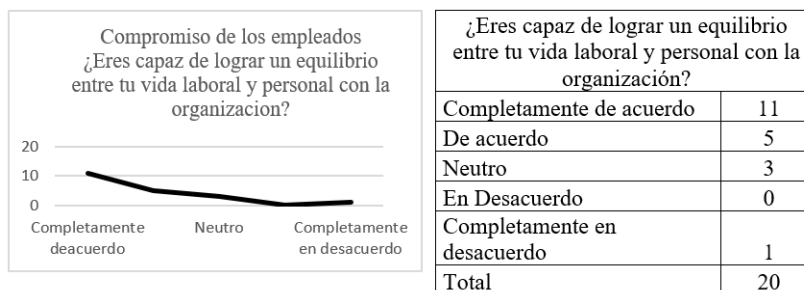 Compromiso de los empleados
¿Eres capaz de lograr un equilibrio
entre tu vida laboral y personal con la
organizacion?
20
10
0
Completamente
deacuerdo
Neutro
Completamente
en desacuerdo
¿Eres capaz de lograr un equilibrio
entre tu vida laboral y personal con la
organización?
Completamente de acuerdo 11
De acuerdo 5
Neutro 3
En Desacuerdo 0
Completamente en
desacuerdo 1
Total 20